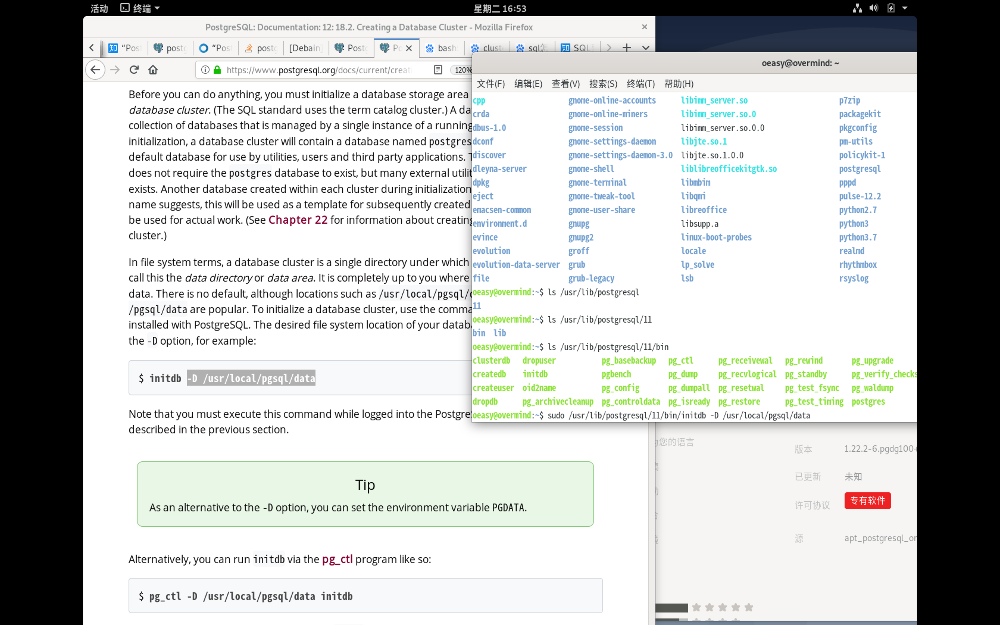 活动 终端 星期二 16:53
PostgreSQL: Documentation: 12: 18.2. Creating a Database Cluster - Mozilla Firefox
知 “Post postg “Post postg [Debain] Postg Po bash: clust sql怎 知 SQL
https://www.postgresql.org/docs/current/creati 120%
Before you can do anything, you must initialize a database storage area
database cluster. (The SQL standard uses the term catalog cluster.) A da
collection of databases that is managed by a single instance of a running
initialization, a database cluster will contain a database named postgres
default database for use by utilities, users and third party applications. T
does not require the postgres database to exist, but many external utilit
exists. Another database created within each cluster during initialization
name suggests, this will be used as a template for subsequently created
be used for actual work. (See Chapter 22 for information about creating
cluster.)
In file system terms, a database cluster is a single directory under which
call this the data directory or data area. It is completely up to you where
data. There is no default, although locations such as /usr/local/pgsql/d
/pgsql/data are popular. To initialize a database cluster, use the comma
installed with PostgreSQL. The desired file system location of your databa
the -D option, for example:
$ initdb -D /usr/local/pgsql/data
Note that you must execute this command while logged into the Postgre
described in the previous section.
Tip
As an alternative to the -D option, you can set the environment variable PGDATA.
Alternatively, you can run initdb via the pg_ctl program like so:
$ pg_ctl -D /usr/local/pgsql/data initdb
oeasy@overmind: ~
文件(F) 编辑(E) 查看(V) 搜索(S) 终端(T) 帮助(H)
cpp gnome-online-accounts libimm_server.so p7zip
crda gnome-online-miners libimm_server.so.0 packagekit
dbus-1.0 gnome-session libimm_server.so.0.0 pkgconfig
dconf gnome-settings-daemon libjte.so.1 pm-utils
discover gnome-settings-daemon-3.0 libjte.so.1.0.0 policykit-1
dleyna-server gnome-shell liblibreofficekitgtk.so postgresql
dpkg gnome-terminal libmbim pppd
eject gnome-tweak-tool libqmi pulse-12.2
emacsen-common gnome-user-share libreoffice python2.7
environment.d gnupg libsupp.a python3
evince gnupg2 linux-boot-probes python3.7
evolution groff locale realmd
evolution-data-server grub lp_solve rhythmbox
file grub-legacy lsb rsyslog
oeasy@overmind:~$ ls /usr/lib/postgresql
11
oeasy@overmind:~$ ls /usr/lib/postgresql/11
bin lib
oeasy@overmind:~$ ls /usr/lib/postgresql/11/bin
clusterdb dropuser pg_basebackup pg_ctl pg_receivewal pg_rewind pg_upgrade
createdb initdb pgbench pg_dump pg_recvlogical pg_standby pg_verify_checks
createuser oid2name pg_config pg_dumpall pg_resetwal pg_test_fsync pg_waldump
dropdb pg_archivecleanup pg_controldata pg_isready pg_restore pg_test_timing postgres
oeasy@overmind:~$ sudo /usr/lib/postgresql/11/bin/initdb -D /usr/local/pgsql/data
您的语言
版本 1.22.2-6.pgdg100+
已更新 未知
许可协议 专有软件
源 apt_postgresql_or